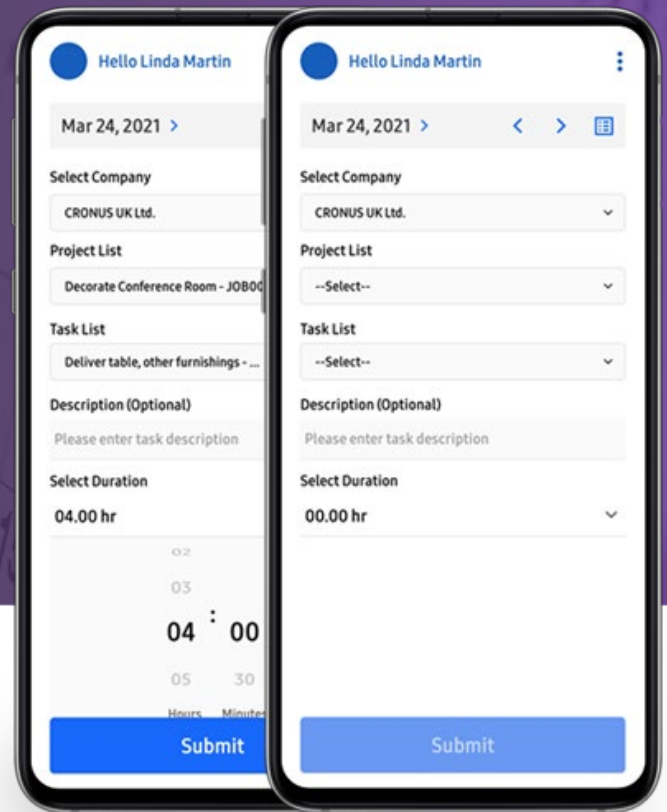 Hello Linda Martin
Mar 24, 2021 >
Select Company
CRONUS UK Ltd.
Project List
Decorate Conference Room - JOB00
Task List
Deliver table, other furnishings - ...
Description (Optional)
Please enter task description
Select Duration
04.00 hr
02
03
04 : 00
05 30
Hours Minutes
Submit
Hello Linda Martin
Mar 24, 2021 >
Select Company
CRONUS UK Ltd.
Project List
--Select--
Task List
--Select--
Description (Optional)
Please enter task description
Select Duration
00.00 hr
Submit